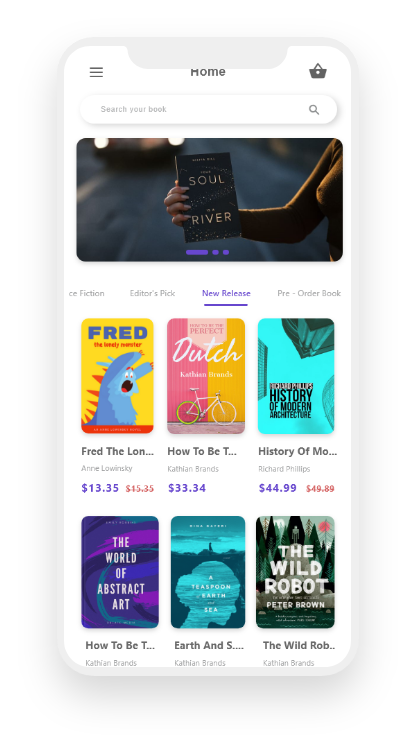 Home
Search your book
SOUL
RIVER
ce Fiction Editor's Pick New Release Pre - Order Book
FRED
the lonely monster
HOW TO BE THE
PERFECT
Dutch
Kathian Brands
RICHARD PHILLIPS
HISTORY
OF MODERN
ARCHITECTURE
Fred The Lon... How To Be T... History Of Mo...
Anne Lowinsky Kathian Brands Richard Phillips
$13.35 $15.35 $33.34 $44.99 $49.89
THE
WORLD
OF
ABSTRACT
ART
A
TEASPOON
EARTH
AND
SEA
THE
WILD
ROBOT
PETER BROWN
How To Be T... Earth And S.... The Wild Rob..
Kathian Brands Kathian Brands Kathian Brands